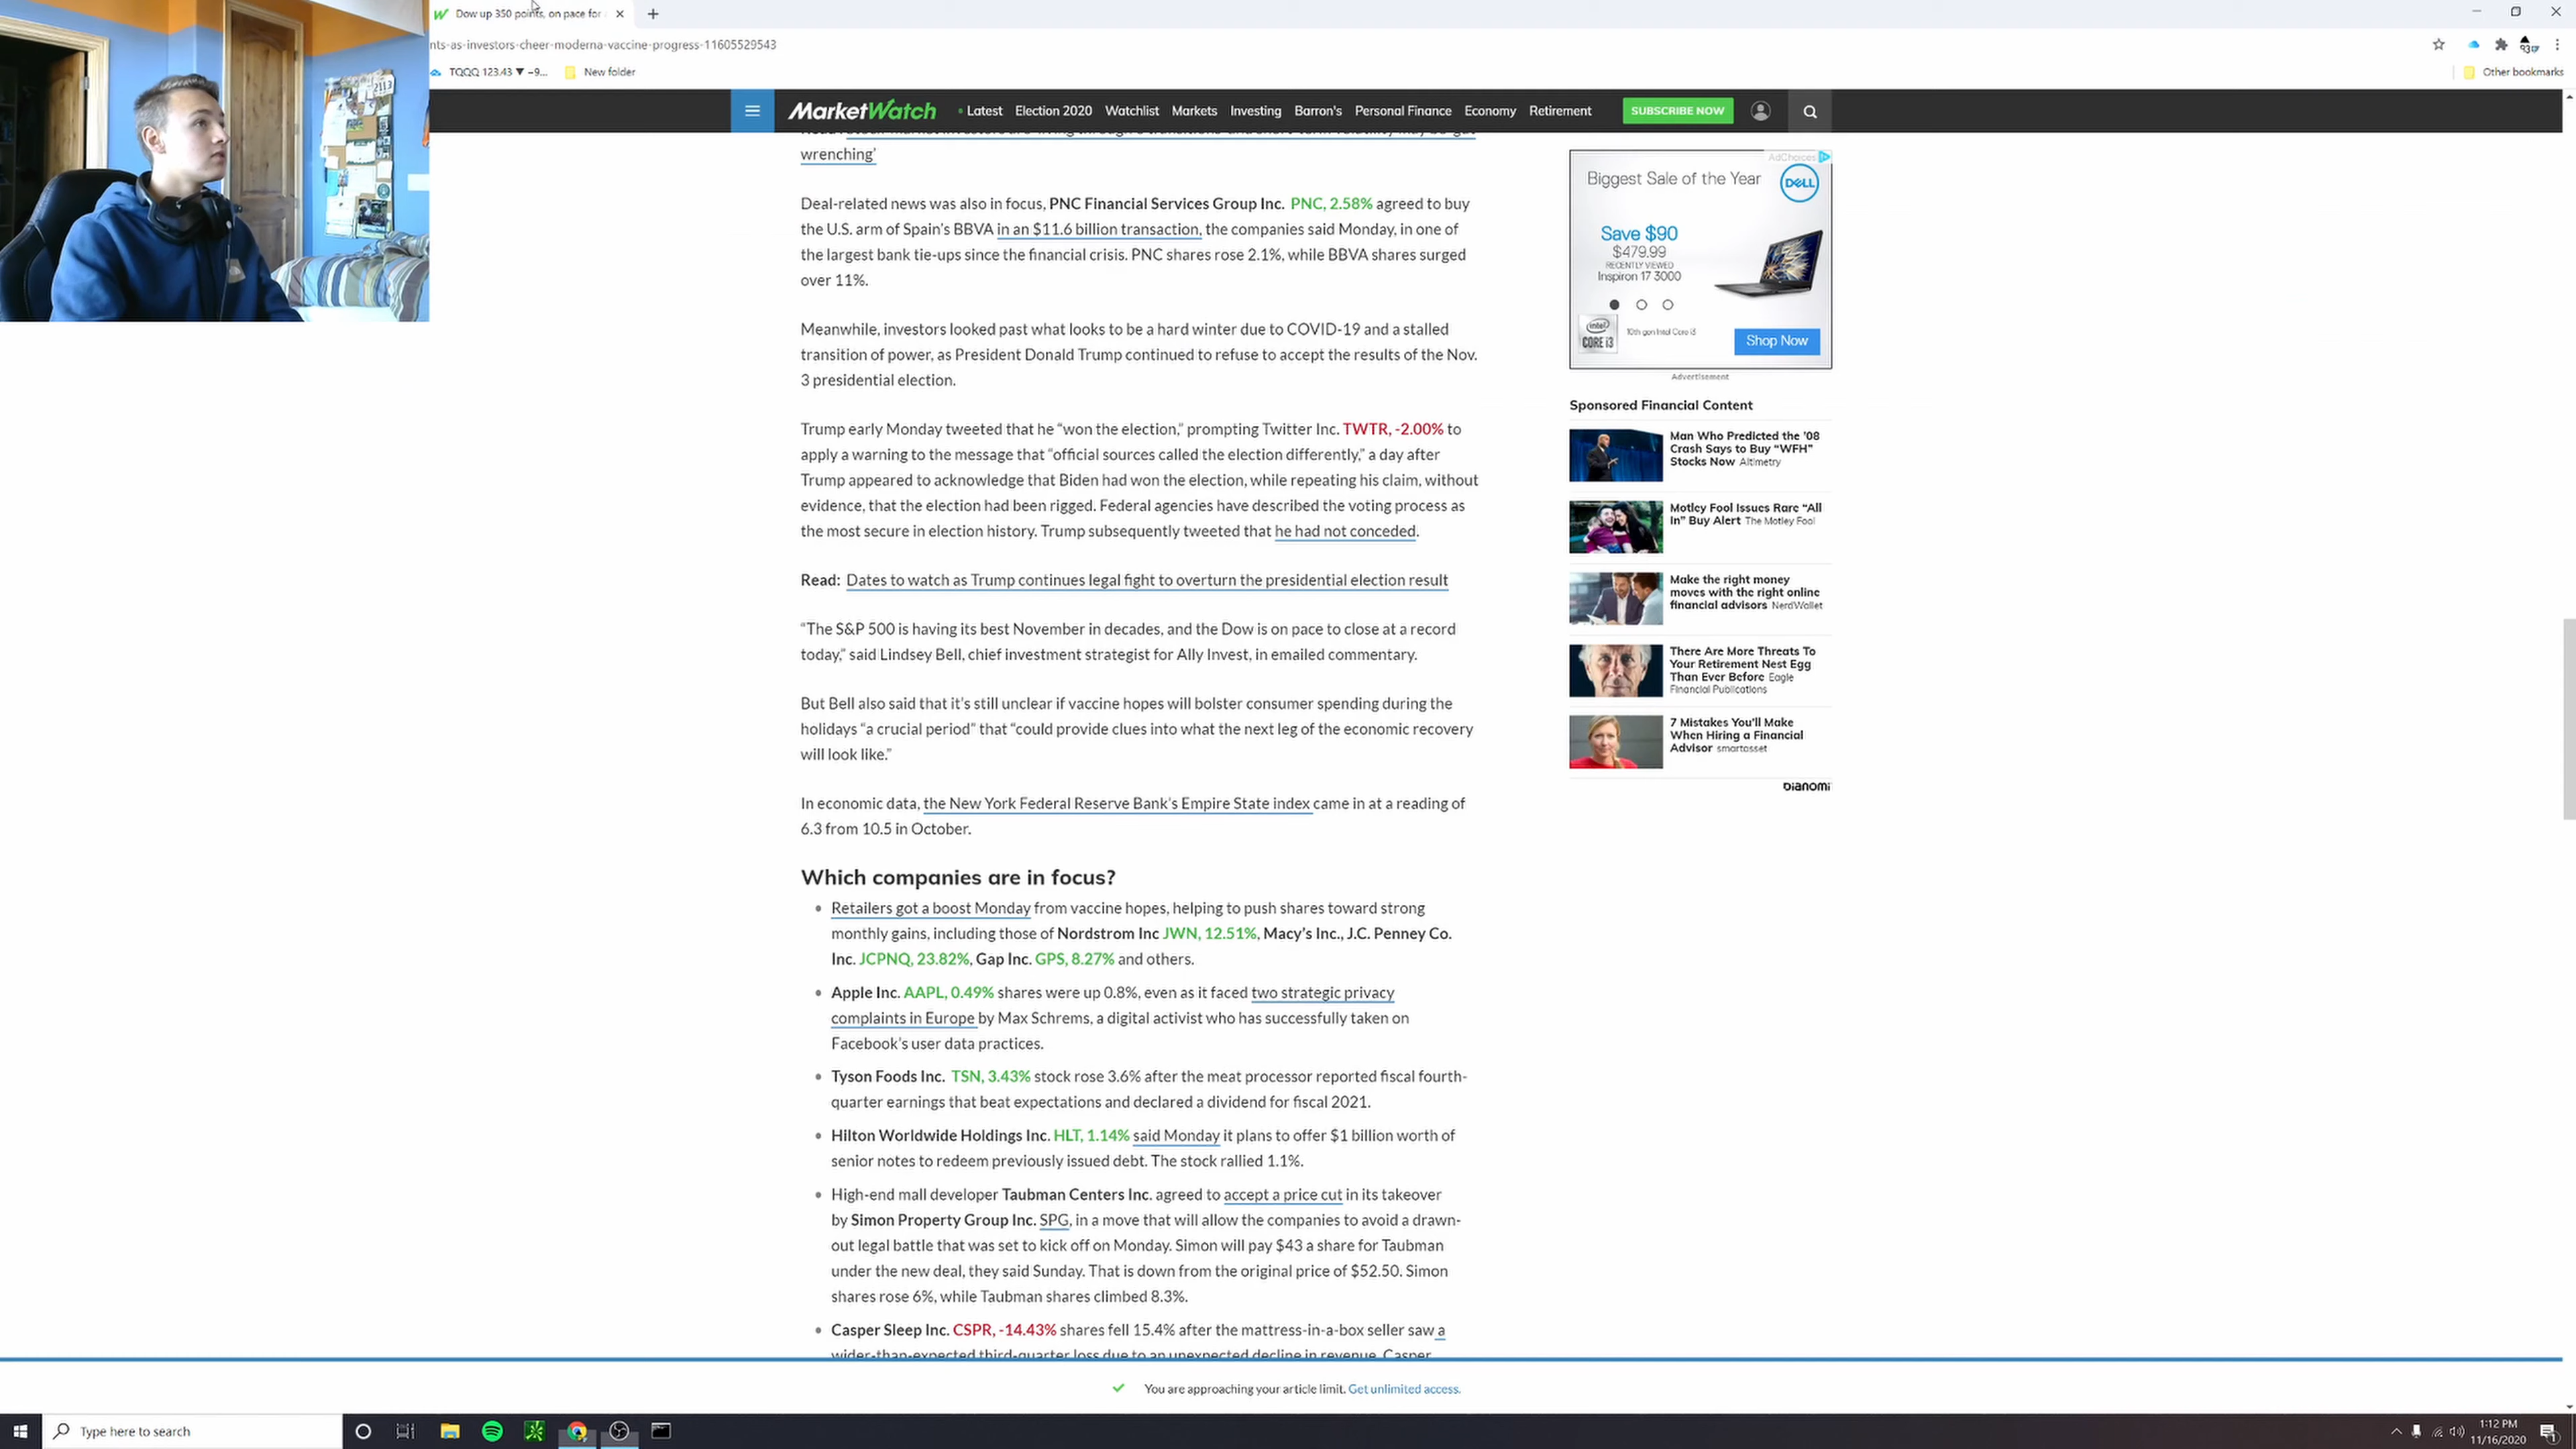 Dow up 350 points, on pace for
nts-as-investors-cheer-moderna-vaccine-progress-11605529543
TQQQ 123.43 ▼ -9...
New folder
Other bookmarks
MarketWatch
Latest
Election 2020
Watchlist
Markets
Investing
Barron's
Personal Finance
Economy
Retirement
SUBSCRIBE NOW
wrenching'
Deal-related news was also in focus, PNC Financial Services Group Inc. PNC, 2.58% agreed to buy
the U.S. arm of Spain's BBVA in an $11.6 billion transaction, the companies said Monday, in one of
the largest bank tie-ups since the financial crisis. PNC shares rose 2.1%, while BBVA shares surged
over 11%.
Meanwhile, investors looked past what looks to be a hard winter due to COVID-19 and a stalled
transition of power, as President Donald Trump continued to refuse to accept the results of the Nov.
3 presidential election.
Trump early Monday tweeted that he “won the election,” prompting Twitter Inc. TWTR, -2.00% to
apply a warning to the message that “official sources called the election differently,” a day after
Trump appeared to acknowledge that Biden had won the election, while repeating his claim, without
evidence, that the election had been rigged. Federal agencies have described the voting process as
the most secure in election history. Trump subsequently tweeted that he had not conceded.
Read: Dates to watch as Trump continues legal fight to overturn the presidential election result
“The S&P 500 is having its best November in decades, and the Dow is on pace to close at a record
today,” said Lindsey Bell, chief investment strategist for Ally Invest, in emailed commentary.
But Bell also said that it's still unclear if vaccine hopes will bolster consumer spending during the
holidays “a crucial period” that “could provide clues into what the next leg of the economic recovery
will look like.”
In economic data, the New York Federal Reserve Bank's Empire State index came in at a reading of
6.3 from 10.5 in October.
Which companies are in focus?
Retailers got a boost Monday from vaccine hopes, helping to push shares toward strong
monthly gains, including those of Nordstrom Inc JWN, 12.51%, Macy's Inc., J.C. Penney Co.
Inc. JCPNQ, 23.82%, Gap Inc. GPS, 8.27% and others.
Apple Inc. AAPL, 0.49% shares were up 0.8%, even as it faced two strategic privacy
complaints in Europe by Max Schrems, a digital activist who has successfully taken on
Facebook's user data practices.
Tyson Foods Inc. TSN, 3.43% stock rose 3.6% after the meat processor reported fiscal fourth-
quarter earnings that beat expectations and declared a dividend for fiscal 2021.
Hilton Worldwide Holdings Inc. HLT, 1.14% said Monday it plans to offer $1 billion worth of
senior notes to redeem previously issued debt. The stock rallied 1.1%.
High-end mall developer Taubman Centers Inc. agreed to accept a price cut in its takeover
by Simon Property Group Inc. SPG, in a move that will allow the companies to avoid a drawn-
out legal battle that was set to kick off on Monday. Simon will pay $43 a share for Taubman
under the new deal, they said Sunday. That is down from the original price of $52.50. Simon
shares rose 6%, while Taubman shares climbed 8.3%.
Casper Sleep Inc. CSPR, -14.43% shares fell 15.4% after the mattress-in-a-box seller saw a
wider-than-expected third-quarter loss due to an unexpected decline in revenue. Casper
AdChoices
Biggest Sale of the Year
DELL
Save $90
$479.99
RECENTLY VIEWED
Inspiron 17 3000
intel
CORE i3
10th gen Intel Core i3
Shop Now
Advertisement
Sponsored Financial Content
Man Who Predicted the '08
Crash Says to Buy “WFH”
Stocks Now Altimetry
Motley Fool Issues Rare “All
In” Buy Alert The Motley Fool
Make the right money
moves with the right online
financial advisors NerdWallet
There Are More Threats To
Your Retirement Nest Egg
Than Ever Before Eagle
Financial Publications
7 Mistakes You'll Make
When Hiring a Financial
Advisor smartasset
Dianomi
You are approaching your article limit. Get unlimited access.
Type here to search
1:12 PM
11/16/2020